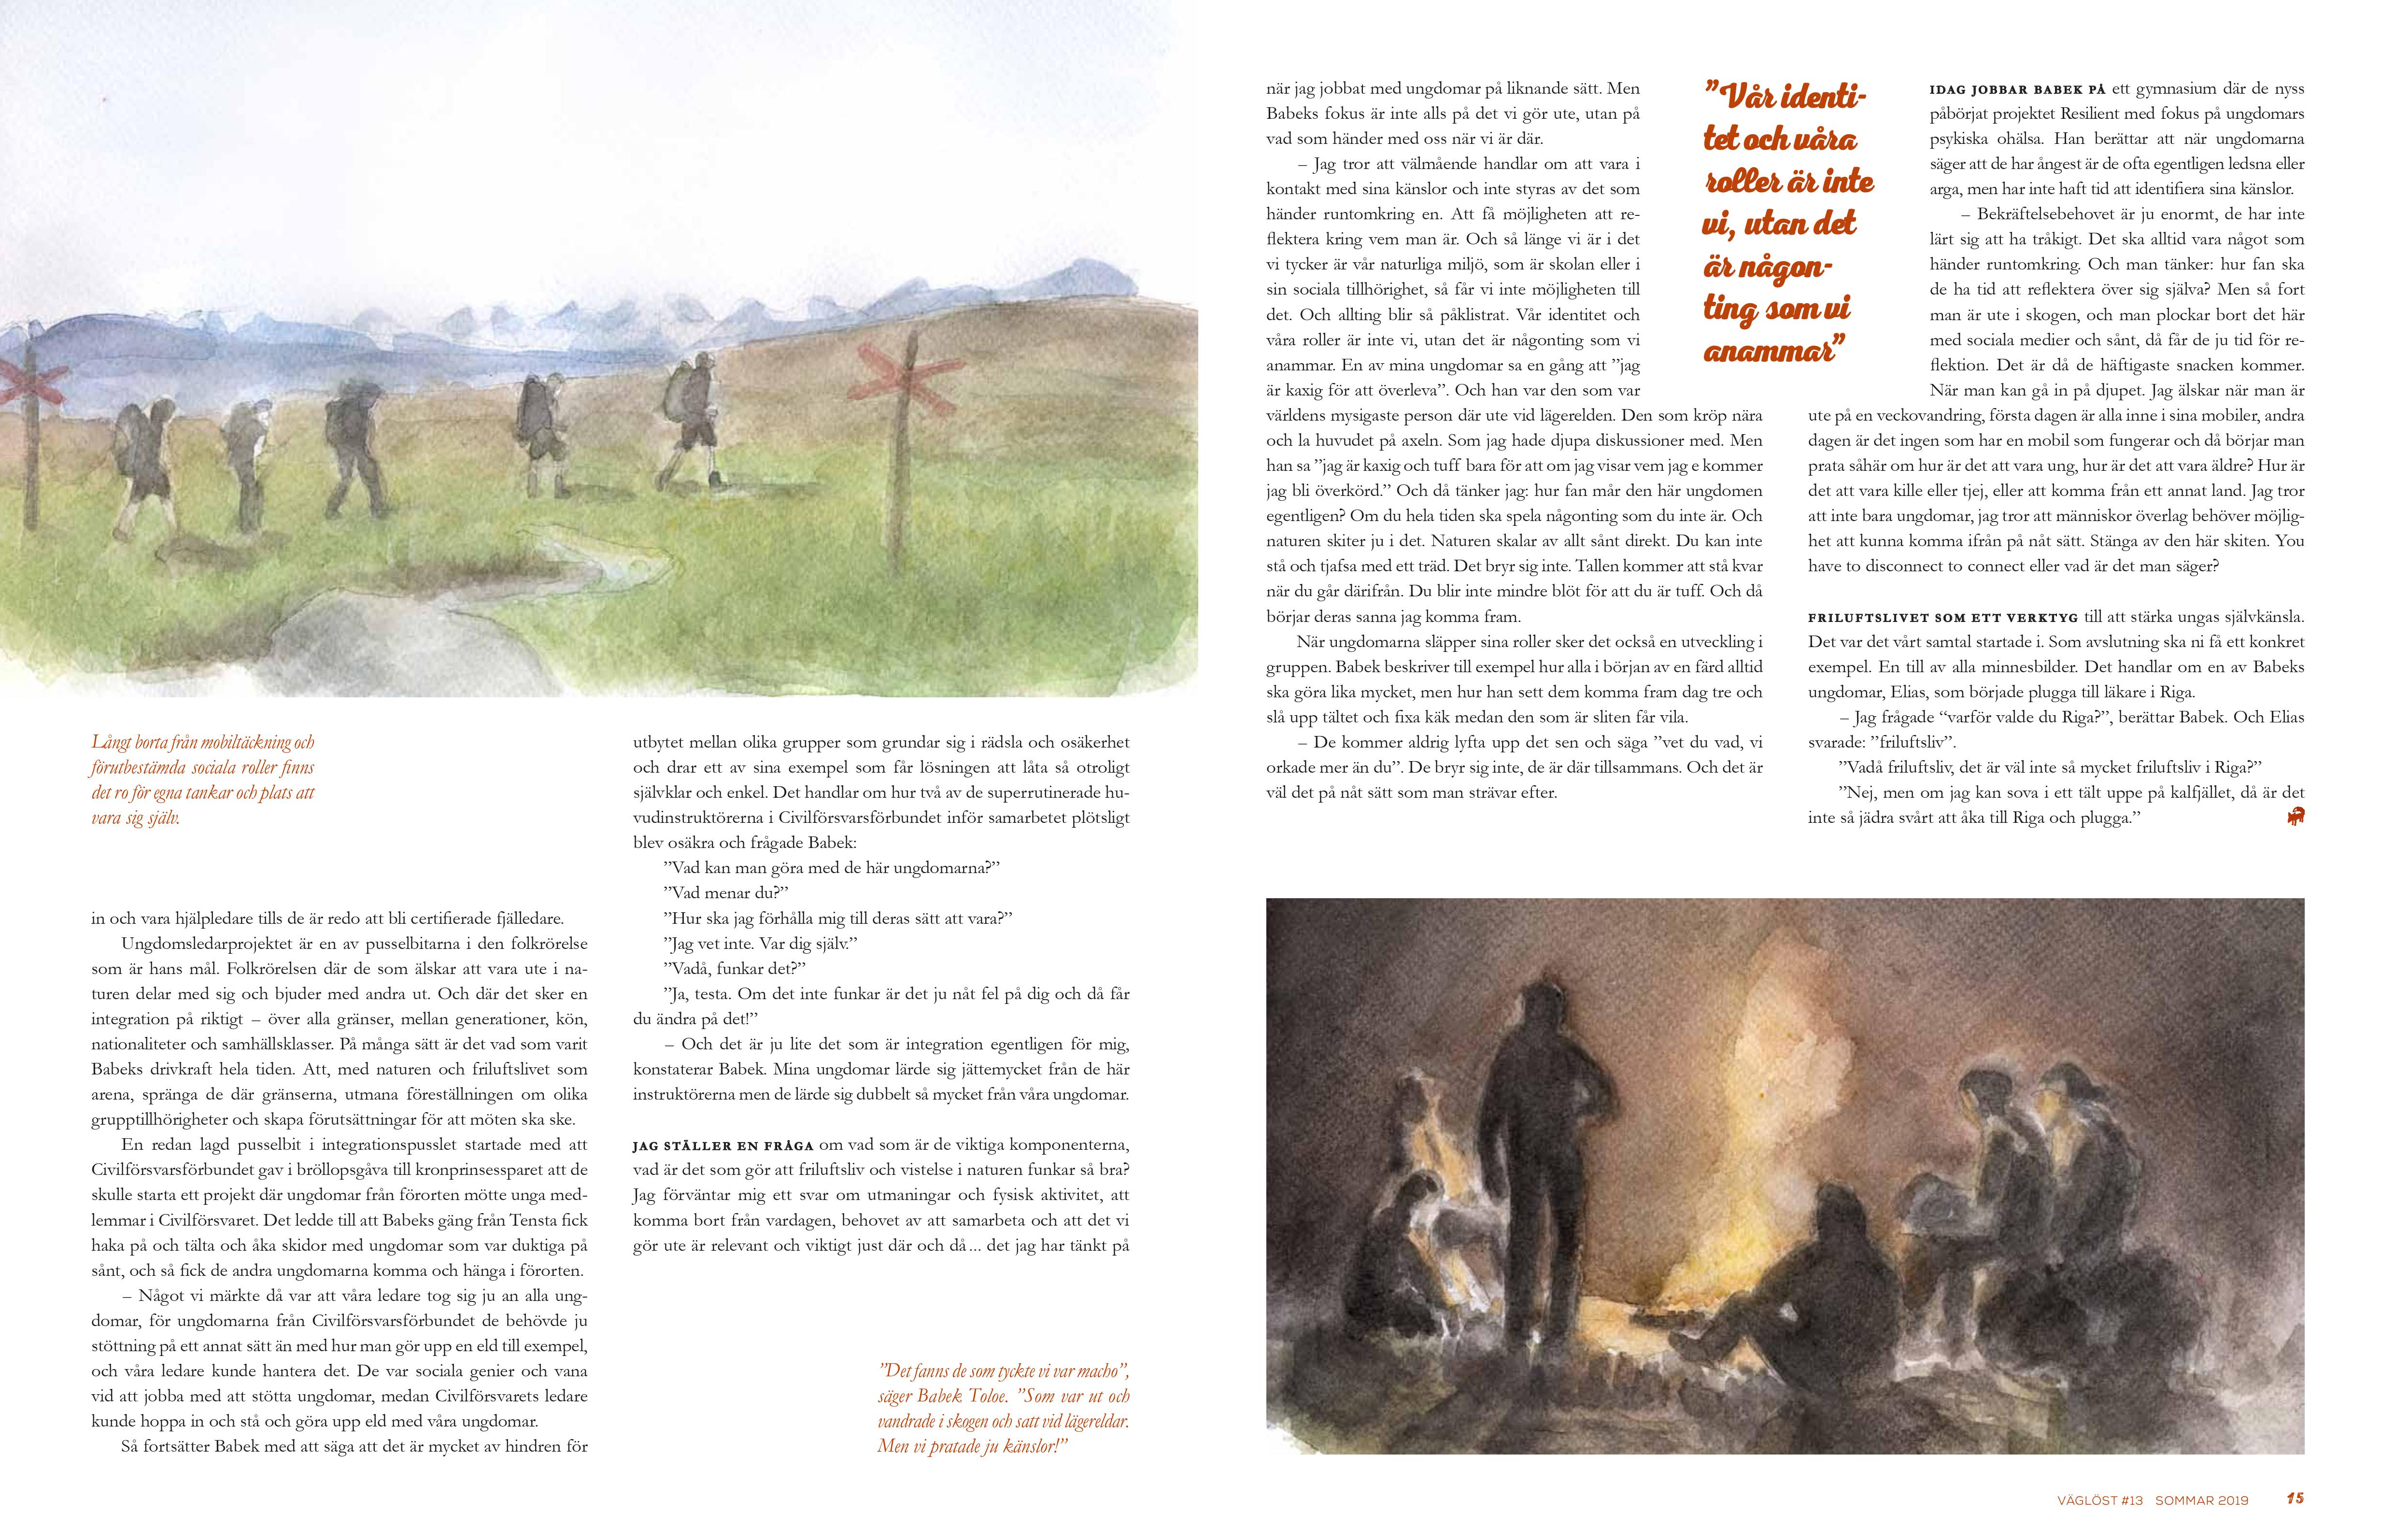 Långt borta från mobiltäckning och
förutbestämda sociala roller finns
det ro för egna tankar och plats att
vara sig själv.
in och vara hjälpledare tills de är redo att bli certifierade fjälledare.
Ungdomsledarprojektet är en av pusselbitarna i den folkrörelse
som är hans mål. Folkrörelsen där de som älskar att vara ute i na-
turen delar med sig och bjuder med andra ut. Och där det sker en
integration på riktigt – över alla gränser, mellan generationer, kön,
nationaliteter och samhällsklasser. På många sätt är det vad som varit
Babeks drivkraft hela tiden. Att, med naturen och friluftslivet som
arena, spränga de där gränserna, utmana föreställningen om olika
grupptillhörigheter och skapa förutsättningar för att möten ska ske.
En redan lagd pusselbit i integrationspusslet startade med att
Civilförsvarsförbundet gav i bröllopsgåva till kronprinsessparet att de
skulle starta ett projekt där ungdomar från förorten mötte unga med-
lemmar i Civilförsvaret. Det ledde till att Babeks gäng från Tensta fick
haka på och tälta och åka skidor med ungdomar som var duktiga på
sånt, och så fick de andra ungdomarna komma och hänga i förorten.
– Något vi märkte då var att våra ledare tog sig ju an alla ung-
domar, för ungdomarna från Civilförsvarsförbundet de behövde ju
stöttning på ett annat sätt än med hur man gör upp en eld till exempel,
och våra ledare kunde hantera det. De var sociala genier och vana
vid att jobba med att stötta ungdomar, medan Civilförsvarets ledare
kunde hoppa in och stå och göra upp eld med våra ungdomar.
Så fortsätter Babek med att säga att det är mycket av hindren för
utbytet mellan olika grupper som grundar sig i rädsla och osäkerhet
och drar ett av sina exempel som får lösningen att låta så otroligt
självklar och enkel. Det handlar om hur två av de superrutinerade hu-
vudinstruktörerna i Civilförsvarsförbundet inför samarbetet plötsligt
blev osäkra och frågade Babek:
”Vad kan man göra med de här ungdomarna?”
”Vad menar du?”
”Hur ska jag förhålla mig till deras sätt att vara?”
”Jag vet inte. Var dig själv.”
”Vadå, funkar det?”
”Ja, testa. Om det inte funkar är det ju nåt fel på dig och då får
du ändra på det!”
– Och det är ju lite det som är integration egentligen för mig,
konstaterar Babek. Mina ungdomar lärde sig jättemycket från de här
instruktörerna men de lärde sig dubbelt så mycket från våra ungdomar.
JAG STÄLLER EN FRÅGA om vad som är de viktiga komponenterna,
vad är det som gör att friluftsliv och vistelse i naturen funkar så bra?
Jag förväntar mig ett svar om utmaningar och fysisk aktivitet, att
komma bort från vardagen, behovet av att samarbeta och att det vi
gör ute är relevant och viktigt just där och då ... det jag har tänkt på
”Det fanns de som tyckte vi var macho”,
säger Babek Toloe. ”Som var ut och
vandrade i skogen och satt vid lägereldar.
Men vi pratade ju känslor!”
när jag jobbat med ungdomar på liknande sätt. Men
Babeks fokus är inte alls på det vi gör ute, utan på
vad som händer med oss när vi är där.
– Jag tror att välmående handlar om att vara i
kontakt med sina känslor och inte styras av det som
händer runtomkring en. Att få möjligheten att re-
flektera kring vem man är. Och så länge vi är i det
vi tycker är vår naturliga miljö, som är skolan eller i
sin sociala tillhörighet, så får vi inte möjligheten till
det. Och allting blir så påklistrat. Vår identitet och
våra roller är inte vi, utan det är någonting som vi
anammar. En av mina ungdomar sa en gång att ”jag
är kaxig för att överleva”. Och han var den som var
världens mysigaste person där ute vid lägerelden. Den som kröp nära
och la huvudet på axeln. Som jag hade djupa diskussioner med. Men
han sa ”jag är kaxig och tuff bara för att om jag visar vem jag e kommer
jag bli överkörd.” Och då tänker jag: hur fan mår den här ungdomen
egentligen? Om du hela tiden ska spela någonting som du inte är. Och
naturen skiter ju i det. Naturen skalar av allt sånt direkt. Du kan inte
stå och tjafsa med ett träd. Det bryr sig inte. Tallen kommer att stå kvar
när du går därifrån. Du blir inte mindre blöt för att du är tuff. Och då
börjar deras sanna jag komma fram.
När ungdomarna släpper sina roller sker det också en utveckling i
gruppen. Babek beskriver till exempel hur alla i början av en färd alltid
ska göra lika mycket, men hur han sett dem komma fram dag tre och
slå upp tältet och fixa käk medan den som är sliten får vila.
– De kommer aldrig lyfta upp det sen och säga ”vet du vad, vi
orkade mer än du”. De bryr sig inte, de är där tillsammans. Och det är
väl det på nåt sätt som man strävar efter.
”Vår identi-
tet och våra
roller är inte
vi, utan det
är någon-
ting som vi
anammar”
IDAG JOBBAR BABEK PÅ ett gymnasium där de nyss
påbörjat projektet Resilient med fokus på ungdomars
psykiska ohälsa. Han berättar att när ungdomarna
säger att de har ångest är de ofta egentligen ledsna eller
arga, men har inte haft tid att identifiera sina känslor.
– Bekräftelsebehovet är ju enormt, de har inte
lärt sig att ha tråkigt. Det ska alltid vara något som
händer runtomkring. Och man tänker: hur fan ska
de ha tid att reflektera över sig själva? Men så fort
man är ute i skogen, och man plockar bort det här
med sociala medier och sånt, då får de ju tid för re-
flektion. Det är då de häftigaste snacken kommer.
När man kan gå in på djupet. Jag älskar när man är
ute på en veckovandring, första dagen är alla inne i sina mobiler, andra
dagen är det ingen som har en mobil som fungerar och då börjar man
prata såhär om hur är det att vara ung, hur är det att vara äldre? Hur är
det att vara kille eller tjej, eller att komma från ett annat land. Jag tror
att inte bara ungdomar, jag tror att människor överlag behöver möjlig-
het att kunna komma ifrån på nåt sätt. Stänga av den här skiten. You
have to disconnect to connect eller vad är det man säger?
FRILUFTSLIVET SOM ETT VERKTYG till att stärka ungas självkänsla.
Det var det vårt samtal startade i. Som avslutning ska ni få ett konkret
exempel. En till av alla minnesbilder. Det handlar om en av Babeks
ungdomar, Elias, som började plugga till läkare i Riga.
– Jag frågade “varför valde du Riga?”, berättar Babek. Och Elias
svarade: ”friluftsliv”.
”Vadå friluftsliv, det är väl inte så mycket friluftsliv i Riga?”
”Nej, men om jag kan sova i ett tält uppe på kalfjället, då är det
inte så jädra svårt att åka till Riga och plugga.”
VÄGLÖST #13 SOMMAR 2019 15